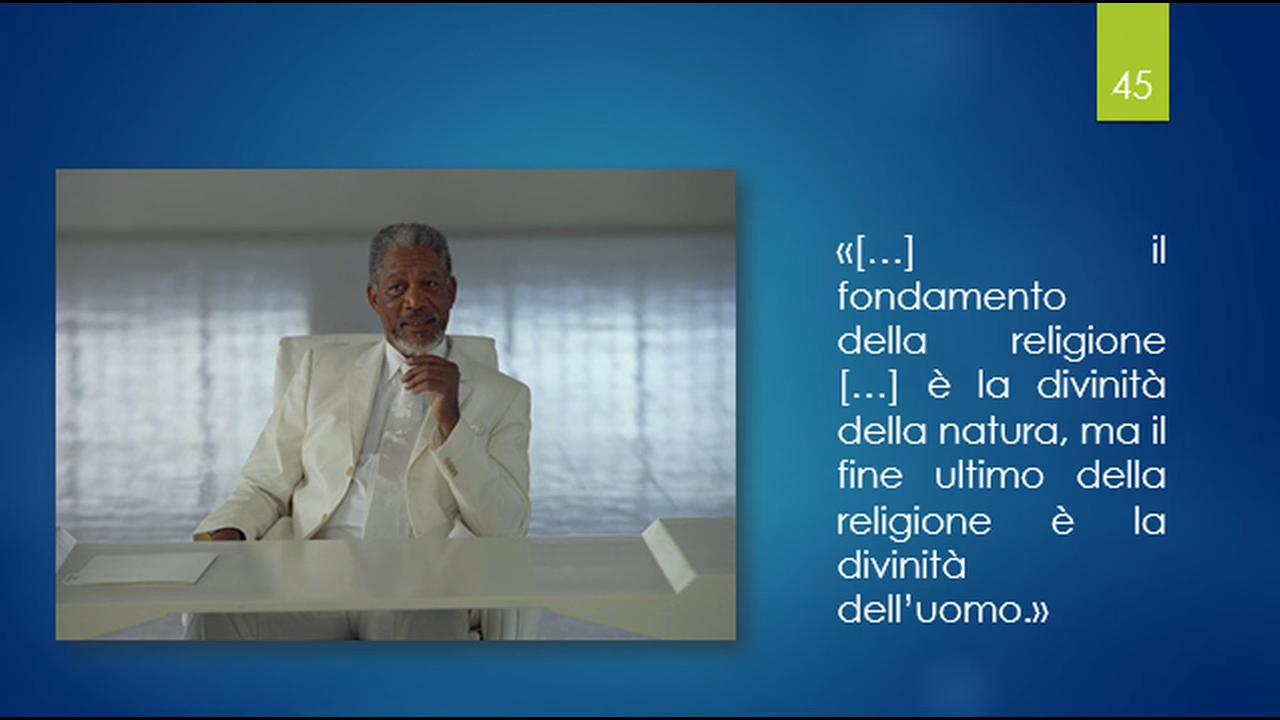 45
«[…] il
fondamento
della religione
[…] è la divinità
della natura, ma il
fine ultimo della
religione è la
divinità
dell'uomo.»